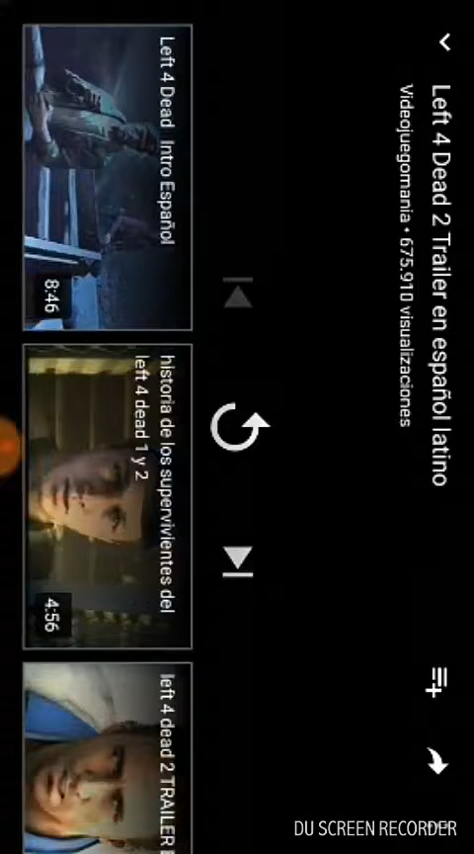 Left 4 Dead 2 Trailer en español latino
Videojuegomania • 675.910 visualizaciones
Left 4 Dead Intro Español
8:46
historia de los supervivientes del
left 4 dead 1 y 2
4:56
left 4 dead 2 TRAILER
DU SCREEN RECORDER